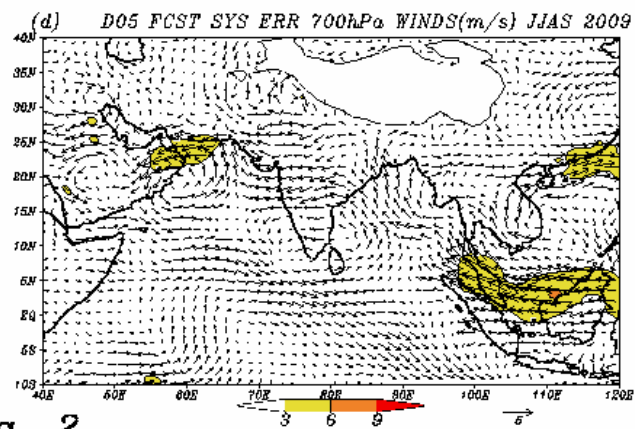 (d) D05 FCST SYS ERR 700hPa WINDS(m/s) JJAS 2009
40N
35N
30N
25N
20N
15N
10N
5N
EQ
5S
10S
40E 50E 60E 70E 80E 90E 100E 110E 120E
3 6 9